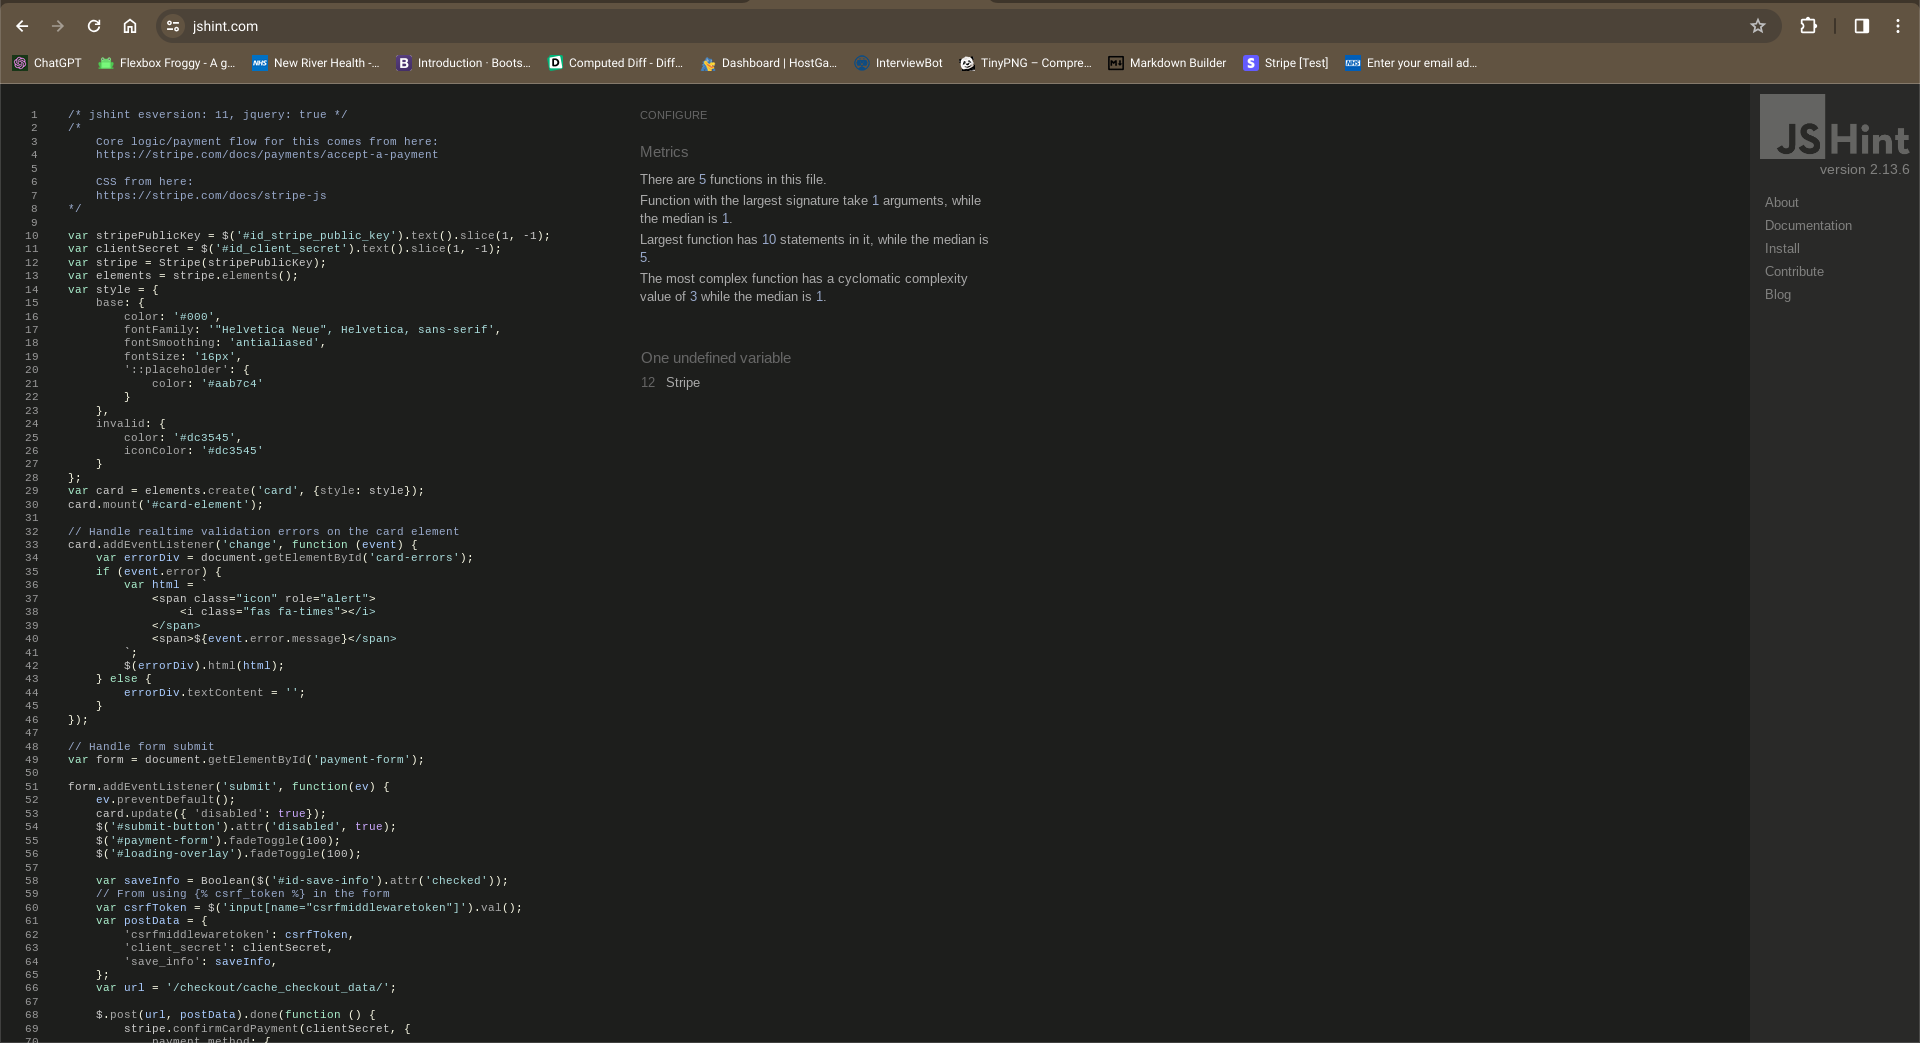 jshint.com
ChatGPT
Flexbox Froggy - A g...
New River Health -...
Introduction · Boots...
Computed Diff - Diff...
Dashboard | HostGa...
InterviewBot
TinyPNG – Compre...
Markdown Builder
Stripe [Test]
Enter your email ad...
1 /* jshint esversion: 11, jquery: true */
2 /*
3 Core logic/payment flow for this comes from here:
4 https://stripe.com/docs/payments/accept-a-payment
5
6 CSS from here:
7 https://stripe.com/docs/stripe-js
8 */
9
10 var stripePublicKey = $('#id_stripe_public_key').text().slice(1, -1);
11 var clientSecret = $('#id_client_secret').text().slice(1, -1);
12 var stripe = Stripe(stripePublicKey);
13 var elements = stripe.elements();
14 var style = {
15 base: {
16 color: '#000',
17 fontFamily: '"Helvetica Neue", Helvetica, sans-serif',
18 fontSmoothing: 'antialiased',
19 fontSize: '16px',
20 '::placeholder': {
21 color: '#aab7c4'
22 }
23 },
24 invalid: {
25 color: '#dc3545',
26 iconColor: '#dc3545'
27 }
28 };
29 var card = elements.create('card', {style: style});
30 card.mount('#card-element');
31
32 // Handle realtime validation errors on the card element
33 card.addEventListener('change', function (event) {
34 var errorDiv = document.getElementById('card-errors');
35 if (event.error) {
36 var html = `
37 <span class="icon" role="alert">
38 <i class="fas fa-times"></i>
39 </span>
40 <span>${event.error.message}</span>
41 `;
42 $(errorDiv).html(html);
43 } else {
44 errorDiv.textContent = '';
45 }
46 });
47
48 // Handle form submit
49 var form = document.getElementById('payment-form');
50
51 form.addEventListener('submit', function(ev) {
52 ev.preventDefault();
53 card.update({ 'disabled': true});
54 $('#submit-button').attr('disabled', true);
55 $('#payment-form').fadeToggle(100);
56 $('#loading-overlay').fadeToggle(100);
57
58 var saveInfo = Boolean($('#id-save-info').attr('checked'));
59 // From using {% csrf_token %} in the form
60 var csrfToken = $('input[name="csrfmiddlewaretoken"]').val();
61 var postData = {
62 'csrfmiddlewaretoken': csrfToken,
63 'client_secret': clientSecret,
64 'save_info': saveInfo,
65 };
66 var url = '/checkout/cache_checkout_data/';
67
68 $.post(url, postData).done(function () {
69 stripe.confirmCardPayment(clientSecret, {
70 payment_method: {
CONFIGURE
Metrics
There are 5 functions in this file.
Function with the largest signature take 1 arguments, while
the median is 1.
Largest function has 10 statements in it, while the median is
5.
The most complex function has a cyclomatic complexity
value of 3 while the median is 1.
One undefined variable
12 Stripe
JSHint
version 2.13.6
About
Documentation
Install
Contribute
Blog